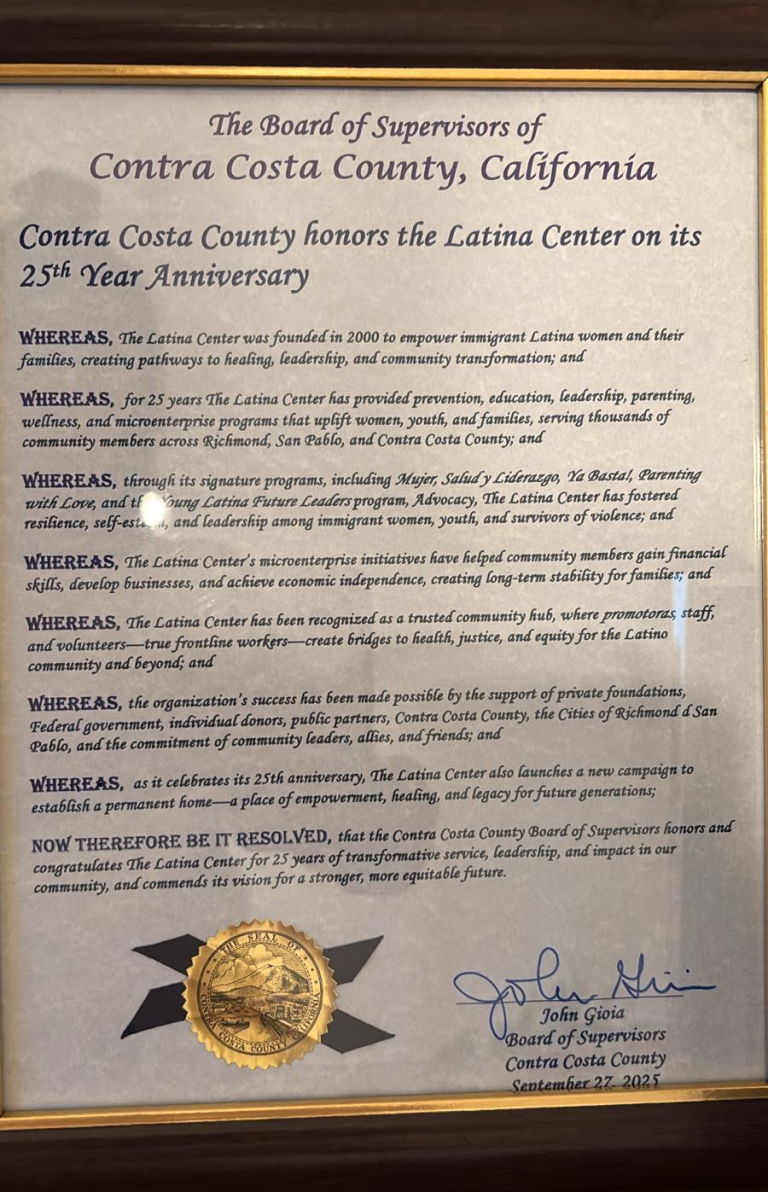 The Board of Supervisors of
Contra Costa County, California
Contra Costa County honors the Latina Center on its
25th Year Anniversary
WHEREAS, The Latina Center was founded in 2000 to empower immigrant Latina women and their
families, creating pathways to healing, leadership, and community transformation; and
WHEREAS, for 25 years The Latina Center has provided prevention, education, leadership, parenting,
wellness, and microenterprise programs that uplift women, youth, and families, serving thousands of
community members across Richmond, San Pablo, and Contra Costa County; and
WHEREAS, through its signature programs, including Mujer, Salud y Liderazgo, Ya Basta!, Parenting
with Love, and Latina Future Leaders program, Advocacy, The Latina Center has fostered
resilience, and leadership among immigrant women, youth, and survivors of violence; and
WHEREAS, The Latina Center's microenterprise initiatives have helped community members gain financial
skills, develop businesses, and achieve economic independence, creating long-term stability for families; and
WHEREAS, The Latina Center has been recognized as a trusted community hub, where promotoras, staff,
and volunteers—true frontline workers—create bridges to health, justice, and equity for the Latino
community and beyond; and
WHEREAS, the organization's success has been made possible by the support of private foundations,
Federal government, individual donors, public partners, Contra Costa County, the Cities of Richmond d San
Pablo, and the commitment of community leaders, allies, and friends; and
WHEREAS, as it celebrates its 25th anniversary, The Latina Center also launches a new campaign to
establish a permanent home—a place of empowerment, healing, and legacy for future generations;
NOW THEREFORE BE IT RESOLVED, that the Contra Costa County Board of Supervisors honors and
congratulates The Latina Center for 25 years of transformative service, leadership, and impact in our
community, and commends its vision for a stronger, more equitable future.
THE SEAL OF
CONTRA COSTA COUNTY CALIFORNIA
John Gioia
John Gioia
Board of Supervisors
Contra Costa County
September 27, 2025